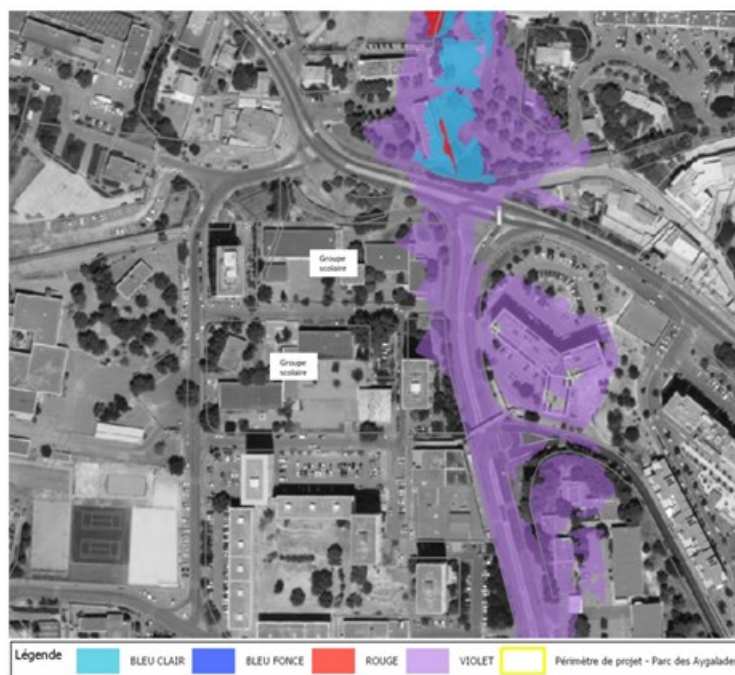 Groupe
scolaire
Groupe
scolaire
Légende
BLEU CLAIR
BLEU FONCE
ROUGE
VIOLET
Périmètre de projet - Parc des Aygalades